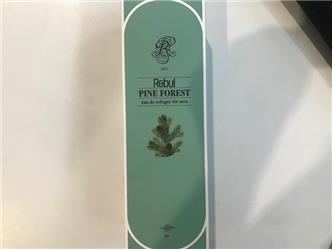 Rebul
PINE FOREST
eau de cologne for men